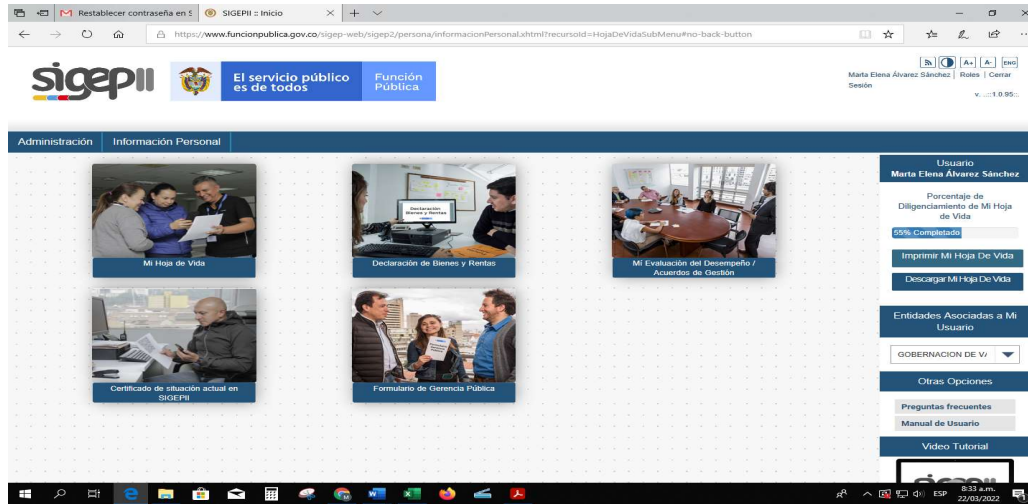 Restablecer contraseña en S
SIGEPII :: Inicio
https://www.funcionpublica.gov.co/sigep-web/sigep2/persona/informacionPersonal.xhtml?recursoId=HojaDeVidaSubMenu#no-back-button
sigepII
El servicio público
es de todos
Función
Pública
A+ A- ENG
Marta Elena Álvarez Sánchez | Roles | Cerrar
Sesión
v. ..::1.0.95::.
Administración
Información Personal
Mi Hoja de Vida
Declaración
Bienes y Rentas
Declaración de Bienes y Rentas
Mí Evaluación del Desempeño /
Acuerdos de Gestión
Certificado de situación actual en
SIGEPII
Formulario de Gerencia Pública
Usuario
Marta Elena Álvarez Sánchez
Porcentaje de
Diligenciamiento de Mi Hoja
de Vida
55% Completado
Imprimir Mi Hoja De Vida
Descargar Mi Hoja De Vida
Entidades Asociadas a Mi
Usuario
GOBERNACION DE VA
Otras Opciones
Preguntas frecuentes
Manual de Usuario
Video Tutorial
ESP
8:33 a.m.
22/03/2022